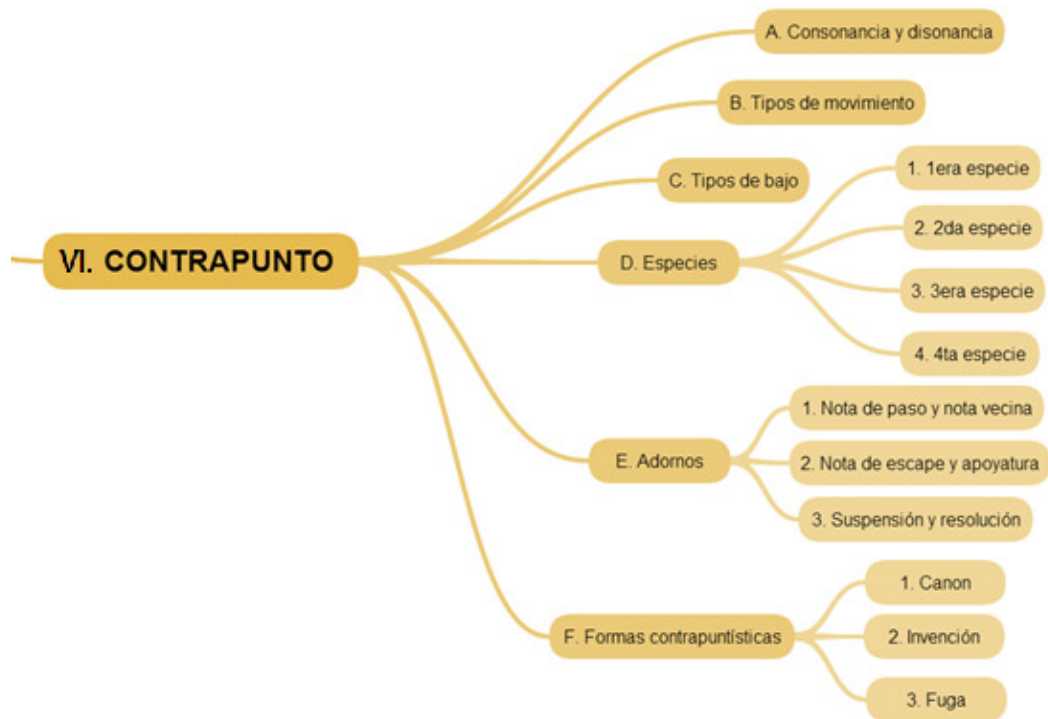 VI. CONTRAPUNTO
A. Consonancia y disonancia
B. Tipos de movimiento
C. Tipos de bajo
D. Especies
1. 1era especie
2. 2da especie
3. 3era especie
4. 4ta especie
E. Adornos
1. Nota de paso y nota vecina
2. Nota de escape y apoyatura
3. Suspensión y resolución
F. Formas contrapuntísticas
1. Canon
2. Invención
3. Fuga